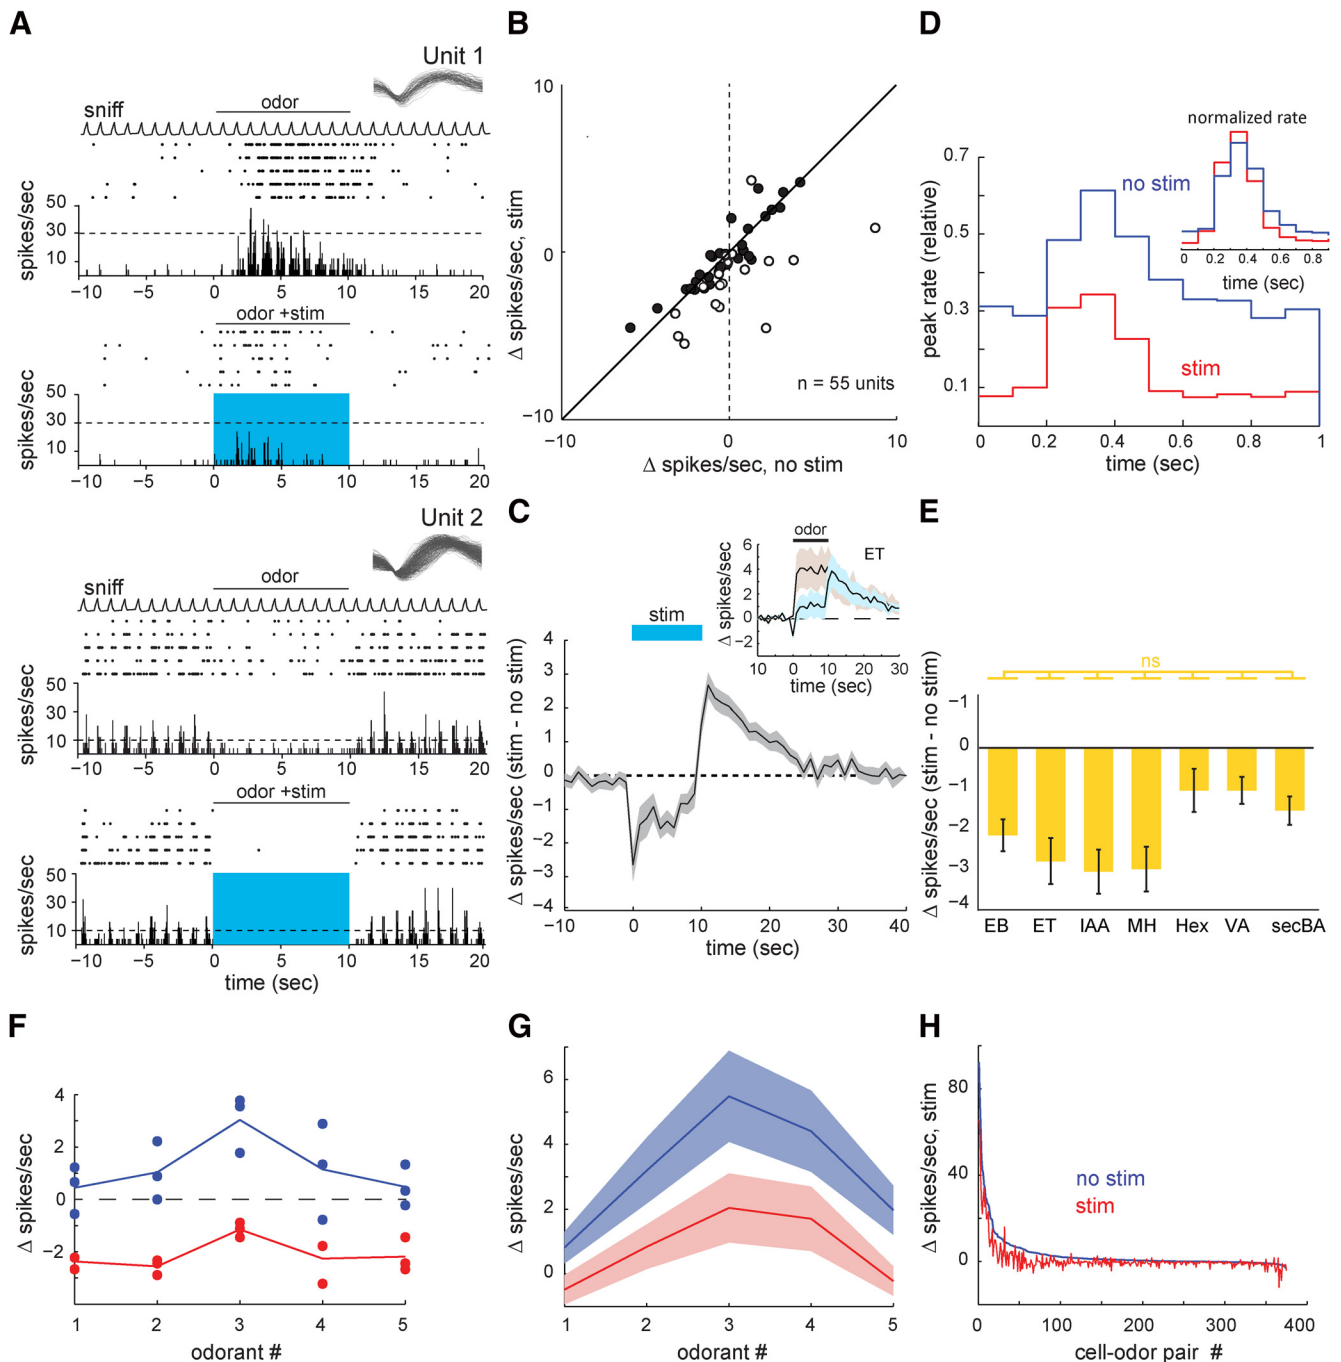 A
Unit 1
odor
sniff
spikes/sec
50
30
10
−10
−5
0
5
10
15
20
odor +stim
spikes/sec
50
30
10
−10
−5
0
5
10
15
20
Unit 2
odor
sniff
spikes/sec
50
30
10
−10
−5
0
5
10
15
20
odor +stim
spikes/sec
50
30
10
−10
−5
0
5
10
15
20
time (sec)
B
Δ spikes/sec, stim
10
0
−10
n = 55 units
−10
0
10
Δ spikes/sec, no stim
C
stim
Δ spikes/sec (stim - no stim)
4
3
2
1
0
−1
−2
−3
−4
−10
0
10
20
30
40
time (sec)
odor
ET
Δ spikes/sec
6
4
2
0
−2
10
0
10
20
30
time (sec)
D
peak rate (relative)
0.7
0.5
0.3
0.1
no stim
stim
0
0.2
0.4
0.6
0.8
1
time (sec)
normalized rate
0
0.2
0.4
0.6
0.8
time (sec)
E
ns
Δ spikes/sec (stim - no stim)
−1
0
−1
−2
−3
−4
EB
ET
IAA
MH
Hex
VA
secBA
F
Δ spikes/sec
4
2
0
−2
1
2
3
4
5
odorant #
G
Δ spikes/sec
6
4
2
0
1
2
3
4
5
odorant #
H
Δ spikes/sec, stim
80
40
0
no stim
stim
0
100
200
300
400
cell-odor pair #